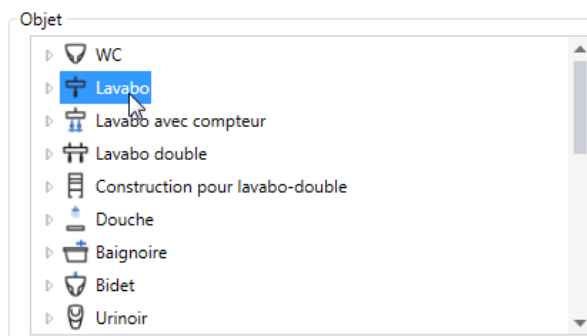 Objet
WC
Lavabo
Lavabo avec compteur
Lavabo double
Construction pour lavabo-double
Douche
Baignoire
Bidet
Urinoir